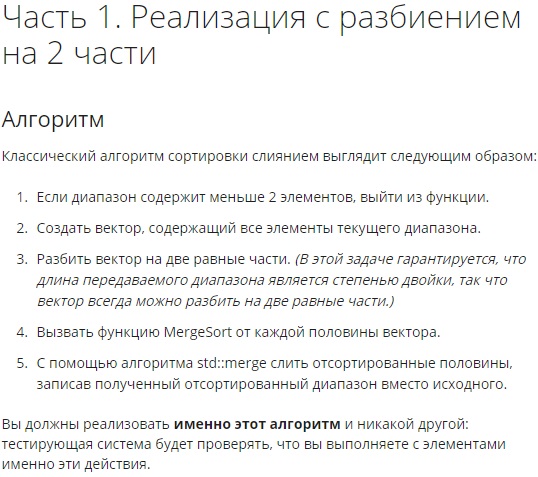 Часть 1. Реализация с разбиением
на 2 части
Алгоритм
Классический алгоритм сортировки слиянием выглядит следующим образом:
1. Если диапазон содержит меньше 2 элементов, выйти из функции.
2. Создать вектор, содержащий все элементы текущего диапазона.
3. Разбить вектор на две равные части. (В этой задаче гарантируется, что
длина передаваемого диапазона является степенью двойки, так что
вектор всегда можно разбить на две равные части.)
4. Вызвать функцию MergeSort от каждой половины вектора.
5. С помощью алгоритма std::merge слить отсортированные половины,
записав полученный отсортированный диапазон вместо исходного.
Вы должны реализовать именно этот алгоритм и никакой другой:
тестирующая система будет проверять, что вы выполняете с элементами
именно эти действия.